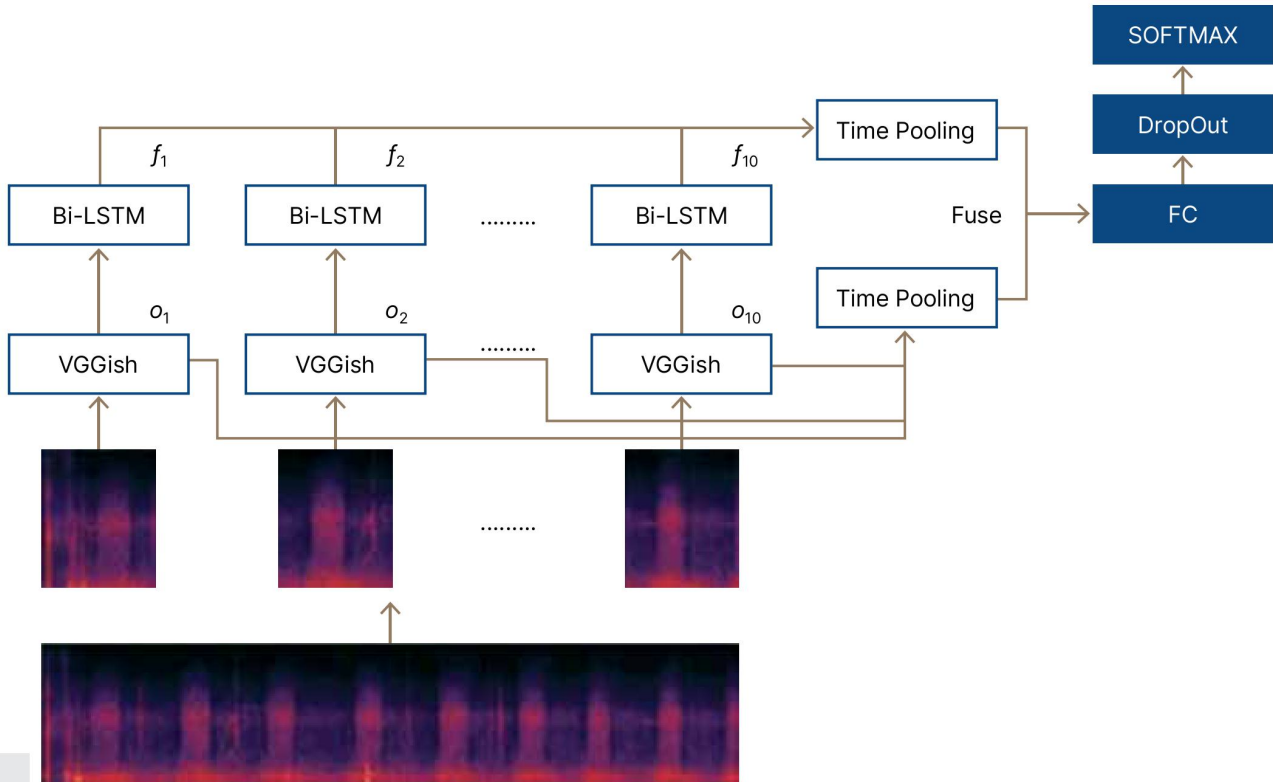 SOFTMAX
DropOut
Time Pooling
f1 f2 f10
Bi-LSTM Bi-LSTM ......... Bi-LSTM
Fuse
FC
Time Pooling
o1 o2 o10
VGGish VGGish ......... VGGish
.........